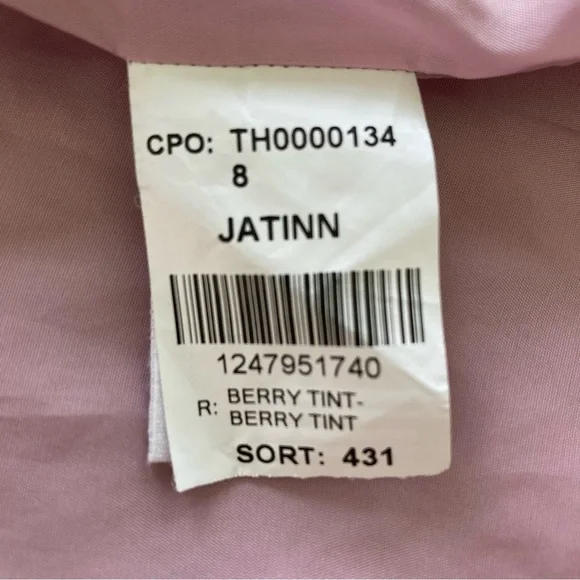 CPO: TH0000134
8
JATINN
1247951740
R: BERRY TINT-
BERRY TINT
SORT: 431